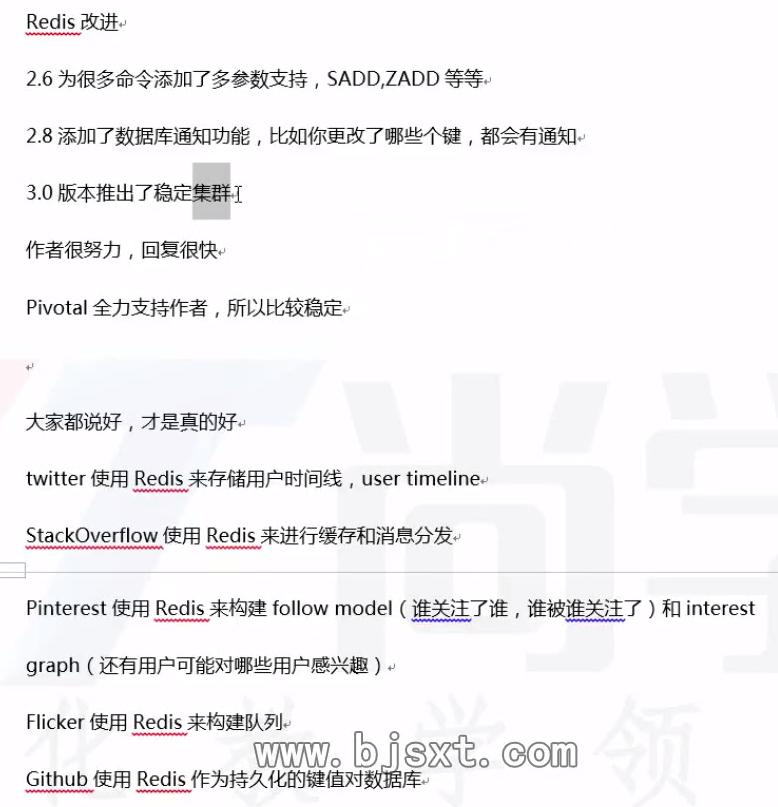 Redis 改进
2.6 为很多命令添加了多参数支持，SADD,ZADD 等等
2.8 添加了数据库通知功能，比如你更改了哪些个键，都会有通知
3.0 版本推出了稳定集群
作者很努力，回复很快
Pivotal 全力支持作者，所以比较稳定
大家都说好，才是真的好
twitter 使用 Redis 来存储用户时间线，user timeline
StackOverflow 使用 Redis 来进行缓存和消息分发
Pinterest 使用 Redis 来构建 follow model（谁关注了谁，谁被谁关注了）和 interest
graph（还有用户可能对哪些用户感兴趣）
Flicker 使用 Redis 来构建队列
www.bjsxt.com
Github 使用 Redis 作为持久化的键值对数据库
尚学
化教学领